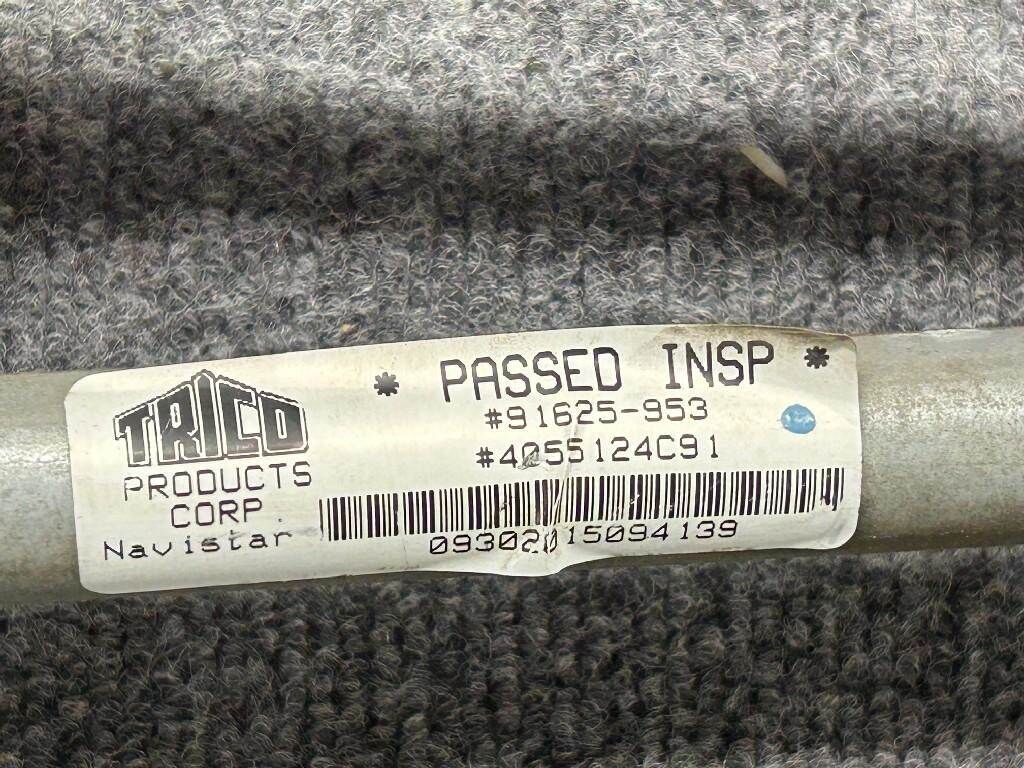 TRICO
PRODUCTS
CORP.
Navistar
* PASSED INSP *
#91625-953
#4055124C91
09302015094139